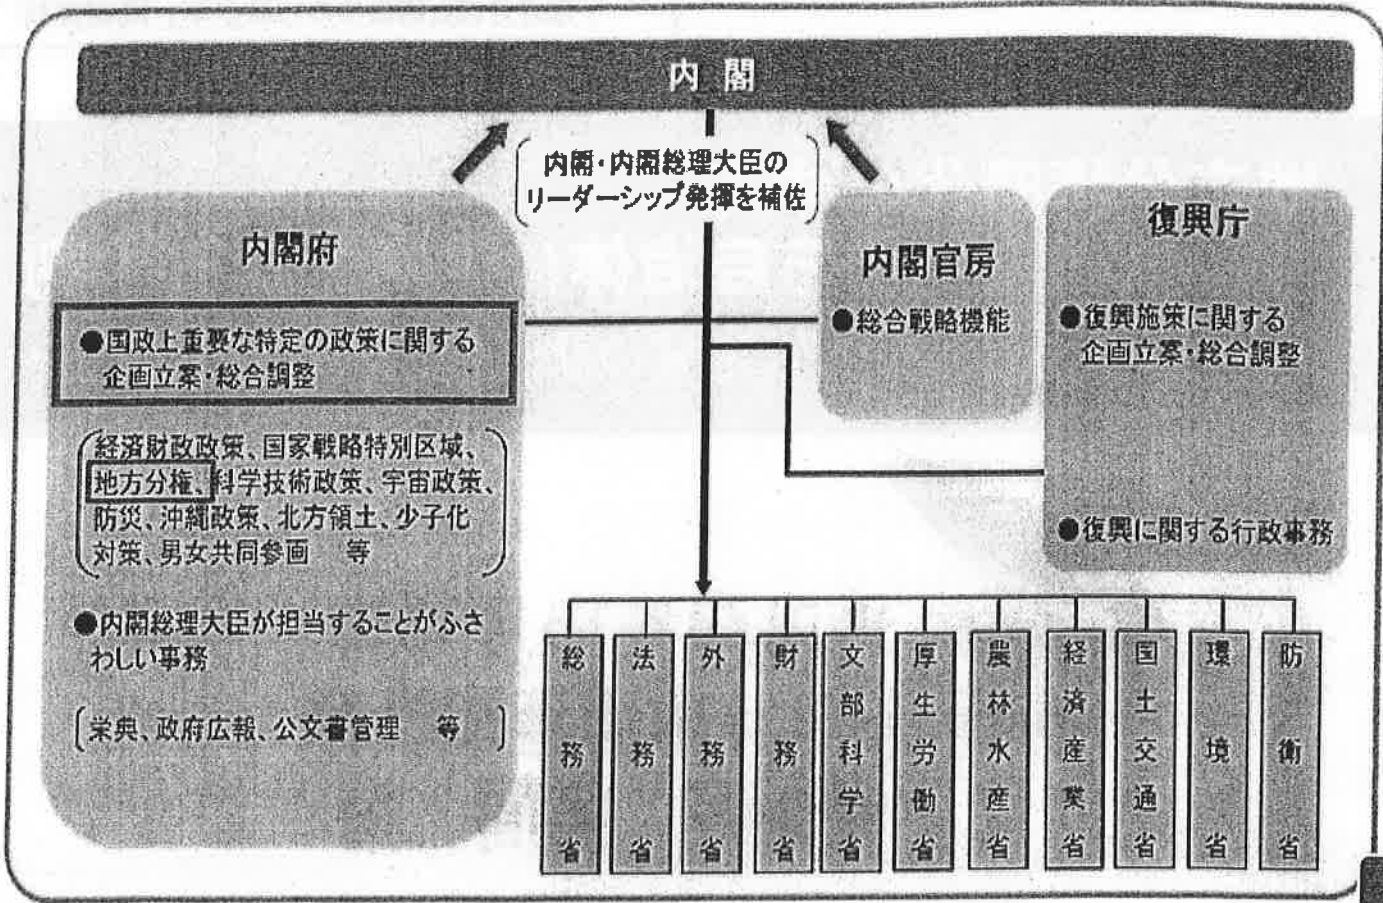 内閣
内閣・内閣総理大臣の
リーダーシップ発揮を補佐
内閣府
●国政上重要な特定の政策に関する
企画立案・総合調整
経済財政政策、国家戦略特別区域、
地方分権、科学技術政策、宇宙政策、
防災、沖縄政策、北方領土、少子化
対策、男女共同参画 等
●内閣総理大臣が担当することがふさ
わしい事務
栄典、政府広報、公文書管理 等
内閣官房
●総合戦略機能
復興庁
●復興施策に関する
企画立案・総合調整
●復興に関する行政事務
総務省
法務省
外務省
財務省
文部科学省
厚生労働省
農林水産省
経済産業省
国土交通省
環境省
防衛省